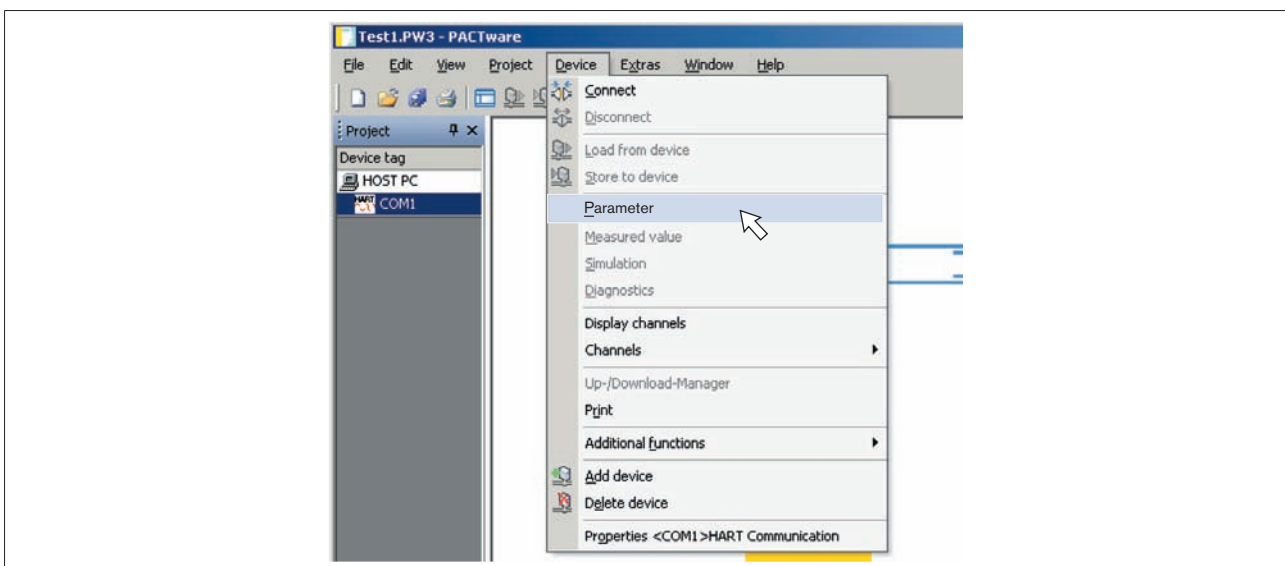 Test1.PW3 - PACTware
File Edit View Project Device Extras Window Help
Project
Device tag
HOST PC
HART COM1
Connect
Disconnect
Load from device
Store to device
Parameter
Measured value
Simulation
Diagnostics
Display channels
Channels
Up-/Download-Manager
Print
Additional functions
Add device
Delete device
Properties <COM1>HART Communication